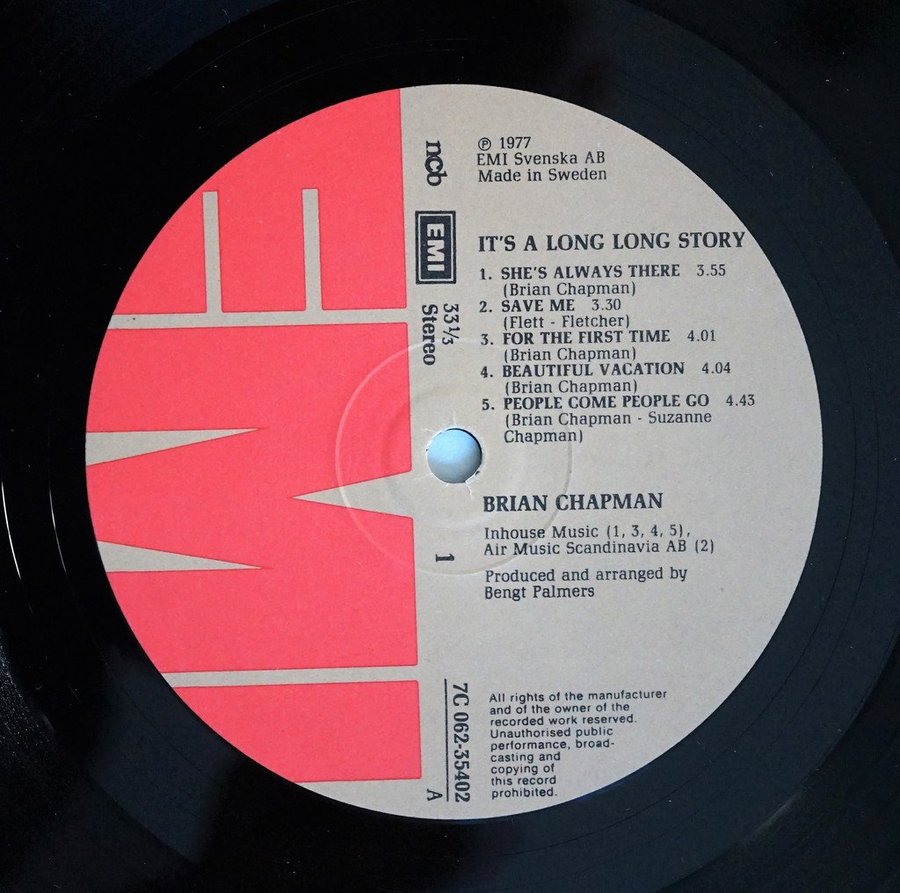 ℗ 1977
EMI Svenska AB
Made in Sweden
ncb
EMI
33 1/3
Stereo
IT'S A LONG LONG STORY
1. SHE'S ALWAYS THERE 3.55
(Brian Chapman)
2. SAVE ME 3.30
(Flett - Fletcher)
3. FOR THE FIRST TIME 4.01
(Brian Chapman)
4. BEAUTIFUL VACATION 4.04
(Brian Chapman)
5. PEOPLE COME PEOPLE GO 4.43
(Brian Chapman - Suzanne
Chapman)
BRIAN CHAPMAN
Inhouse Music (1, 3, 4, 5),
Air Music Scandinavia AB (2)
Produced and arranged by
Bengt Palmers
1
7C 062-35402
A
All rights of the manufacturer
and of the owner of the
recorded work reserved.
Unauthorised public
performance, broad-
casting and
copying of
this record
prohibited.
EMI